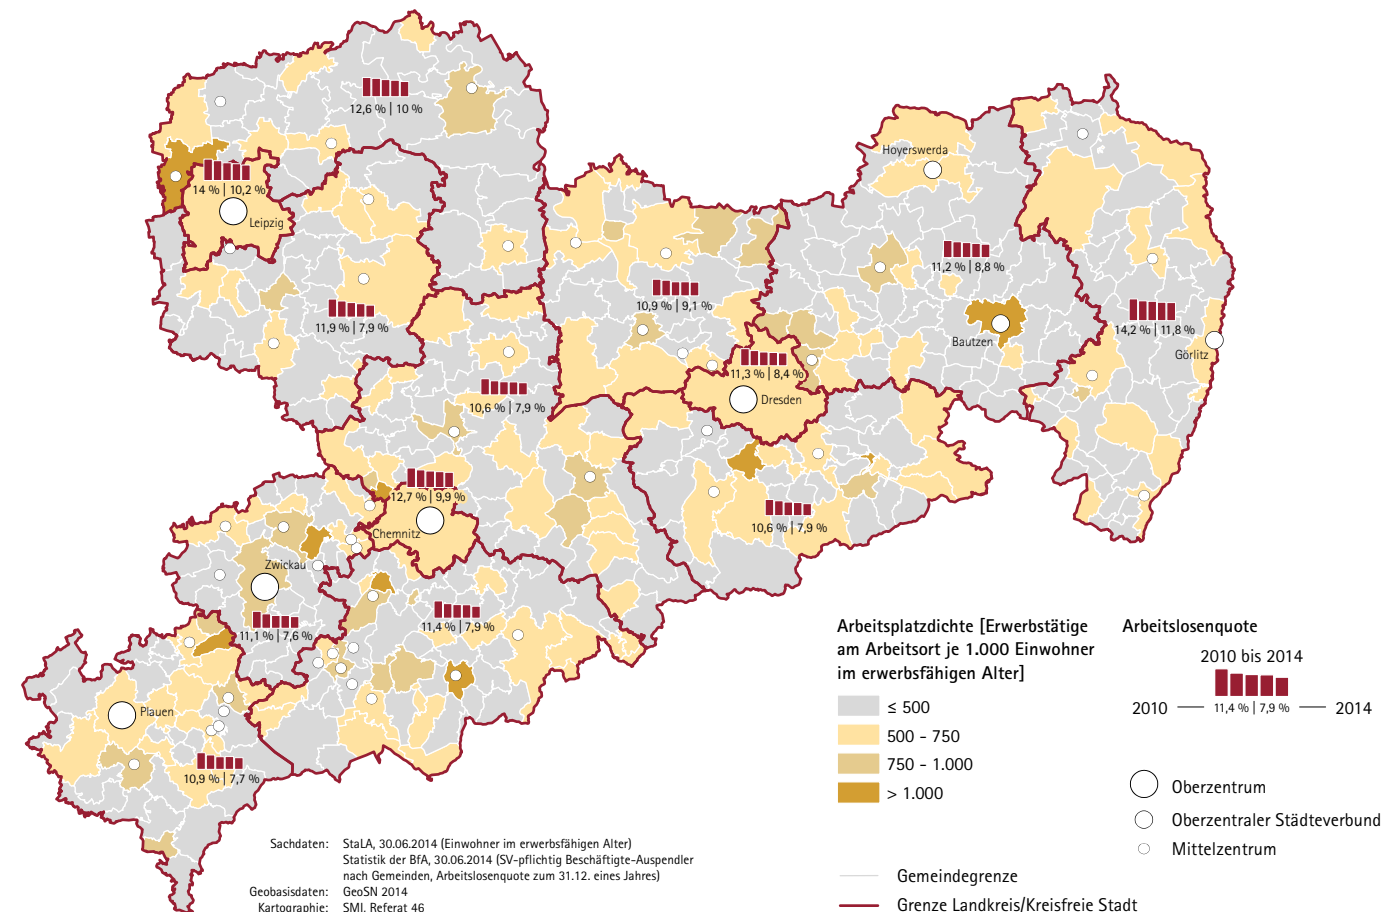 12,6 % | 10 %
Hoyerswerda
14 % | 10,2 %
Leipzig
11,2 % | 8,8 %
10,9 % | 9,1 %
11,9 % | 7,9 %
14,2 % | 11,8 %
Bautzen
Görlitz
11,3 % | 8,4 %
Dresden
10,6 % | 7,9 %
12,7 % | 9,9 %
Chemnitz
10,6 % | 7,9 %
Zwickau
11,4 % | 7,9 %
11,1 % | 7,6 %
Plauen
10,9 % | 7,7 %
Arbeitsplatzdichte [Erwerbstätige
am Arbeitsort je 1.000 Einwohner
im erwerbsfähigen Alter]
≤ 500
500 - 750
750 - 1.000
> 1.000
Arbeitslosenquote
2010 bis 2014
2010 11,4 % | 7,9 % 2014
Oberzentrum
Oberzentraler Städteverbund
Mittelzentrum
Gemeindegrenze
Grenze Landkreis/Kreisfreie Stadt
Sachdaten: StaLA, 30.06.2014 (Einwohner im erwerbsfähigen Alter)
Statistik der BfA, 30.06.2014 (SV-pflichtig Beschäftigte-Auspendler
nach Gemeinden, Arbeitslosenquote zum 31.12. eines Jahres)
Geobasisdaten: GeoSN 2014
Kartographie: SMI, Referat 46